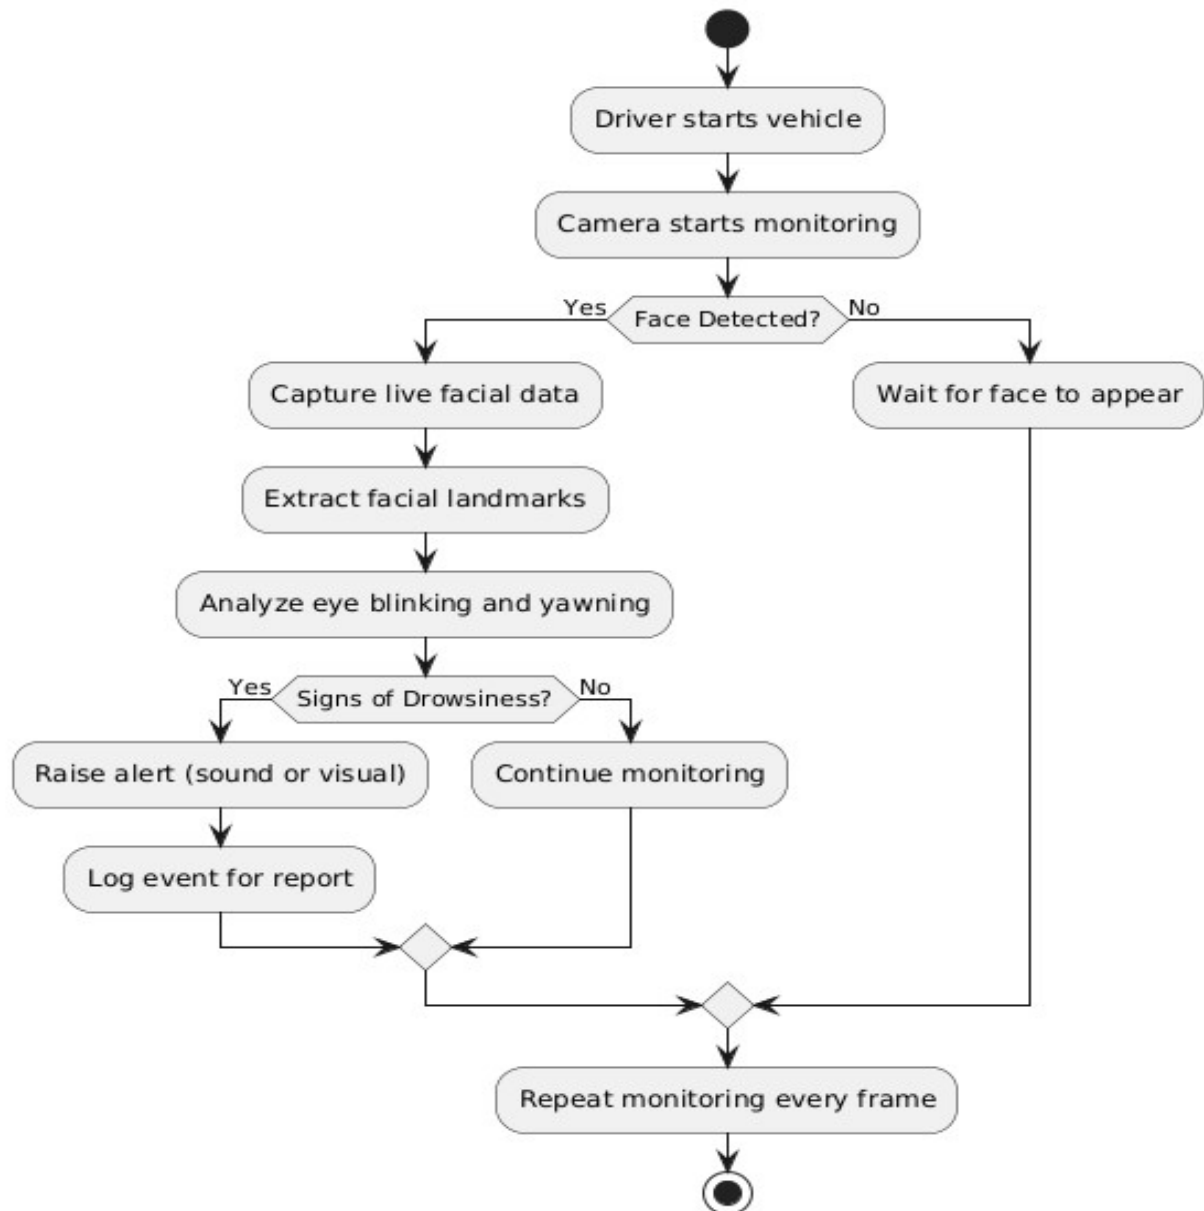 Driver starts vehicle
Camera starts monitoring
Yes
Face Detected?
No
Capture live facial data
Wait for face to appear
Extract facial landmarks
Analyze eye blinking and yawning
Yes
Signs of Drowsiness?
No
Raise alert (sound or visual)
Continue monitoring
Log event for report
Repeat monitoring every frame